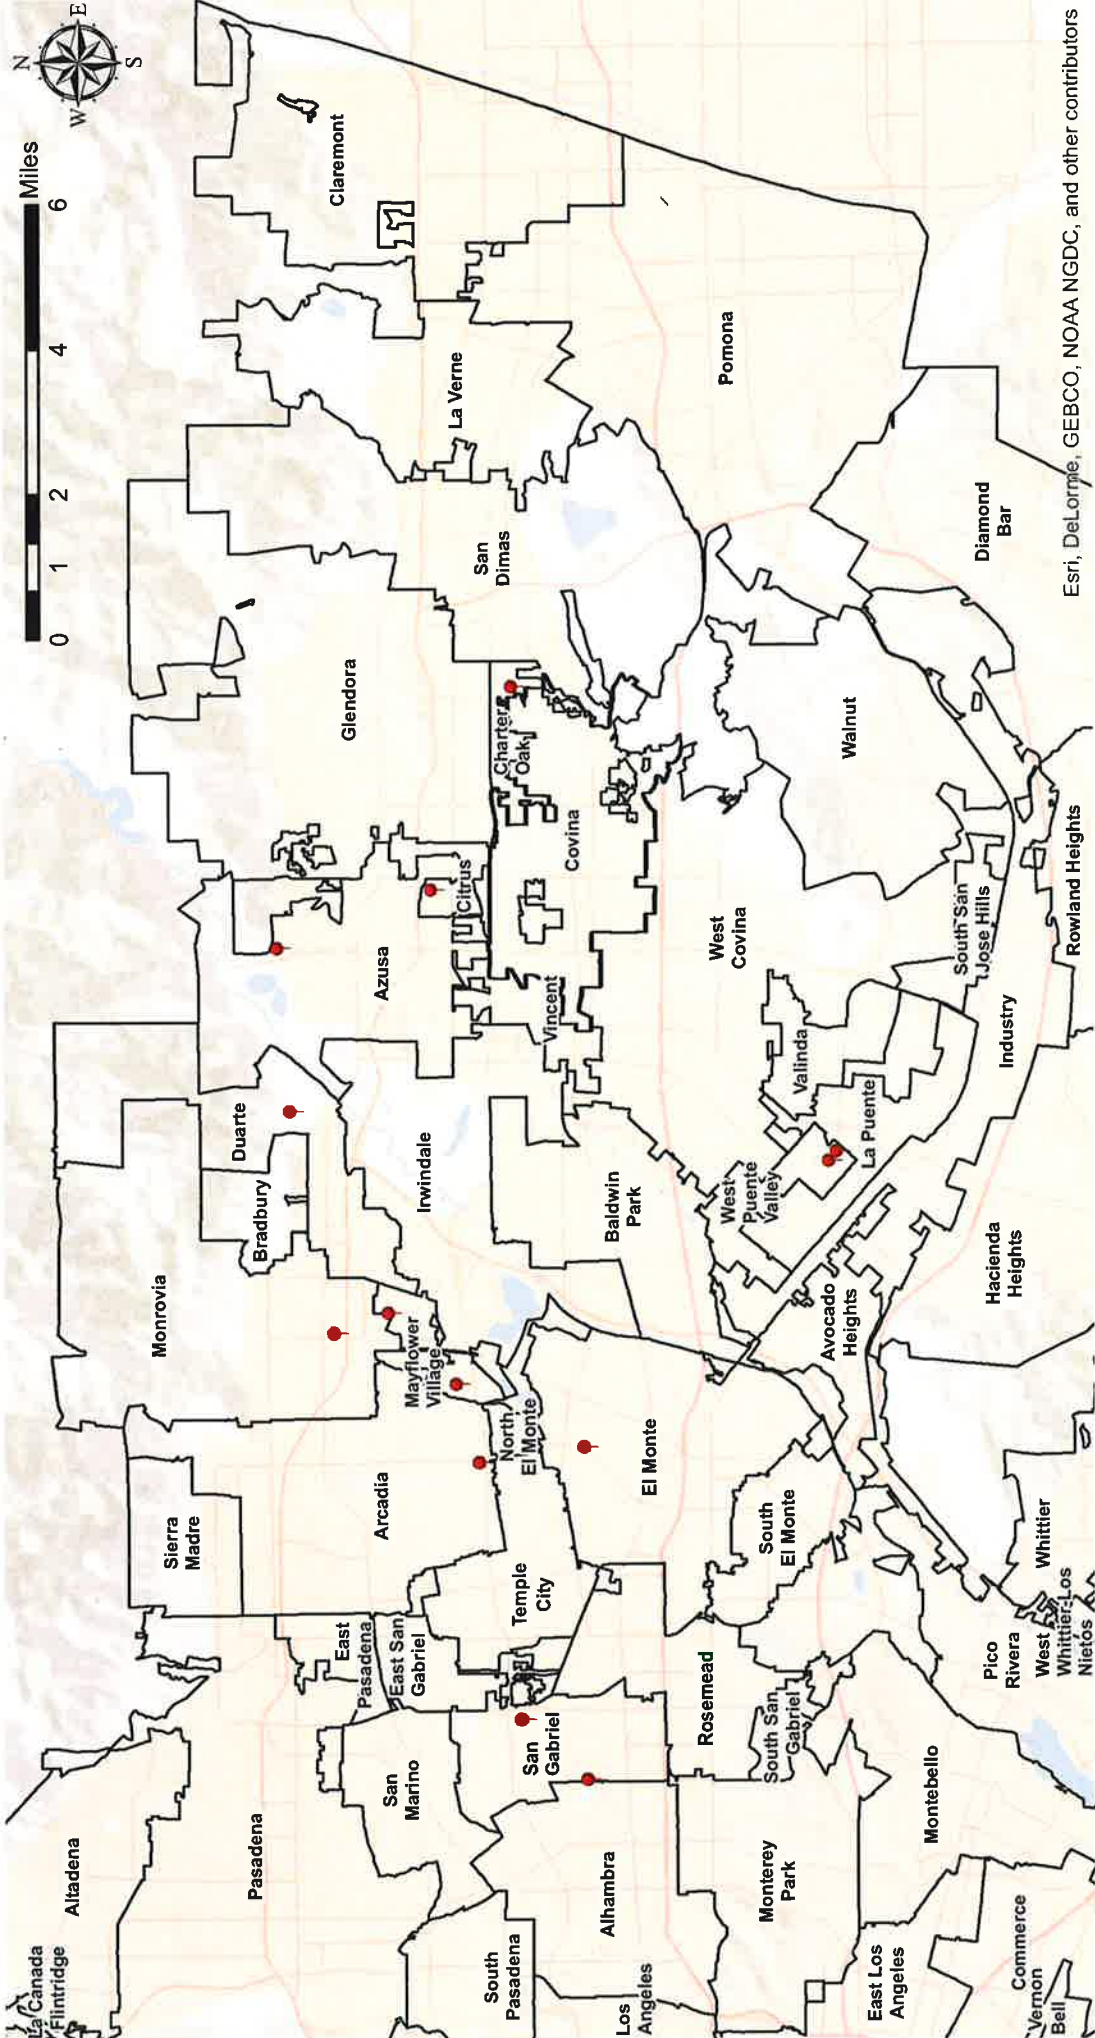 N
E
S
W
0 1 2 4 6
Miles
La Canada
Flintridge
Altadena
Pasadena
Sierra
Madre
Monrovia
Bradbury
Duarte
Azusa
Glendora
San
Dimas
La Verne
Claremont
South
Pasadena
San
Marino
East
Pasadena
East San
Gabriel
Arcadia
Mayflower
Village
Irwindale
Citrus
Charter
Oak
Los
Angeles
Alhambra
San
Gabriel
Temple
City
North
El Monte
El Monte
Baldwin
Park
Vincent
Covina
Pomona
Monterey
Park
Rosemead
South San
Gabriel
South
El Monte
West
Puente
Valley
Valinda
West
Covina
Walnut
La Puente
Avocado
Heights
East Los
Angeles
Montebello
Hacienda
Heights
Industry
South San
Jose Hills
Diamond
Bar
Rowland Heights
Commerce
Vernon
Bell
Pico
Rivera
West
Whittier-Los
Nietos
Whittier
Esri, DeLorme, GEBCO, NOAA NGDC, and other contributors